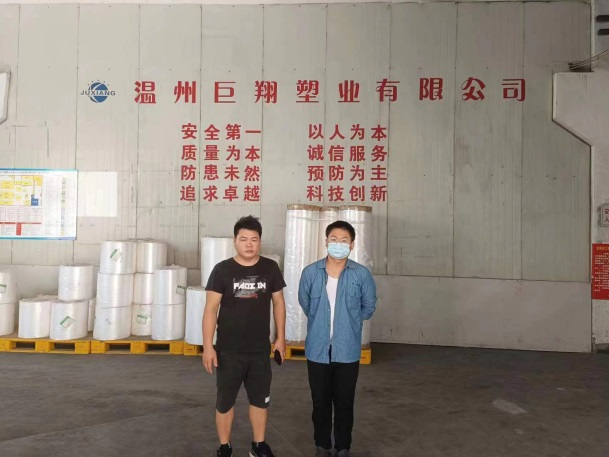 JUXIANG
温州巨翔塑业有限公司
安全第一 以人为本
质量为本 诚信服务
防患未然 预防为主
追求卓越 科技创新